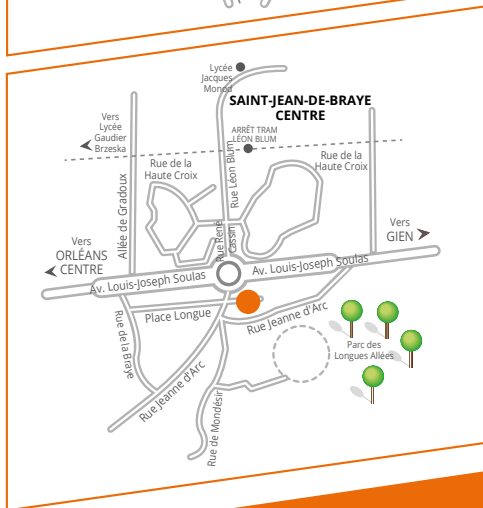 Lycée
Jacques
Monod
SAINT-JEAN-DE-BRAYE
CENTRE
Vers
Lycée
Gaudier
Brzeska
ARRÊT TRAM
LÉON BLUM
Rue de la
Haute Croix
Rue de la
Haute Croix
Rue Léon Blum
Allée de Gradoux
Rue René
Cassin
Vers
GIEN
Vers
ORLÉANS
CENTRE
Av. Louis-Joseph Soulas
Av. Louis-Joseph Soulas
Place Longue
Rue Jeanne d'Arc
Rue de la Braye
Parc des
Longues Allées
Rue Jeanne d'Arc
Rue de Mondésir